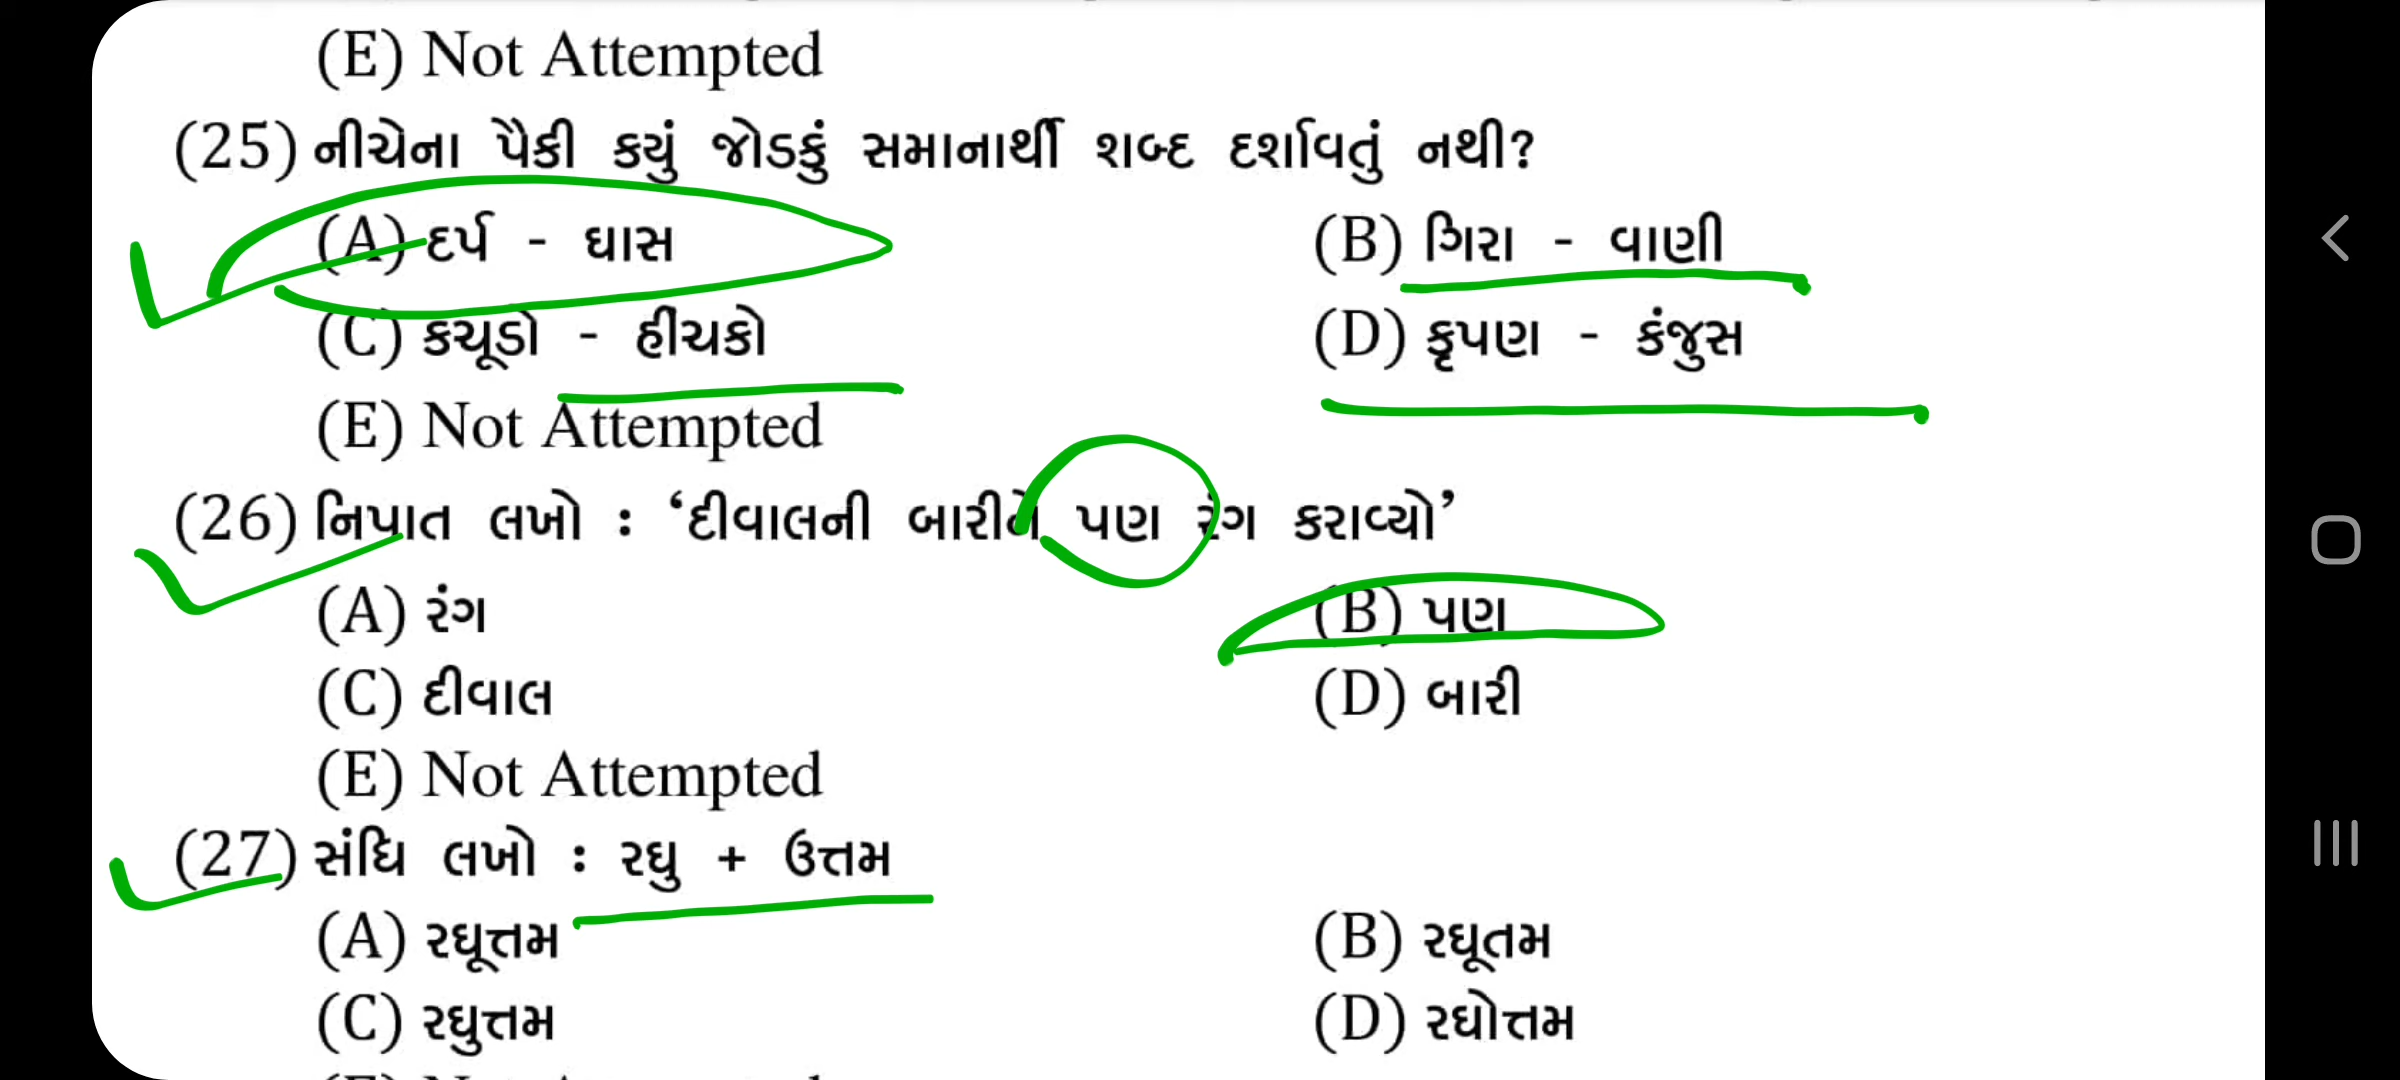 (E) Not Attempted
(25) નીચેના પૈકી કયું જોડકું સમાનાર્થી શબ્દ દર્શાવતું નથી?
(A) દર્પ - ઘાસ (B) ગિરા - વાણી
(C) કચૂડો - હીંચકો (D) કૃપણ - કંજુસ
(E) Not Attempted
(26) નિપાત લખો : ‘દીવાલની બારીને પણ રંગ કરાવ્યો’
(A) રંગ (B) પણ
(C) દીવાલ (D) બારી
(E) Not Attempted
(27) સંધિ લખો : રઘુ + ઉત્તમ
(A) રઘૂત્તમ (B) રઘૂતમ
(C) રઘુત્તમ (D) રઘોત્તમ